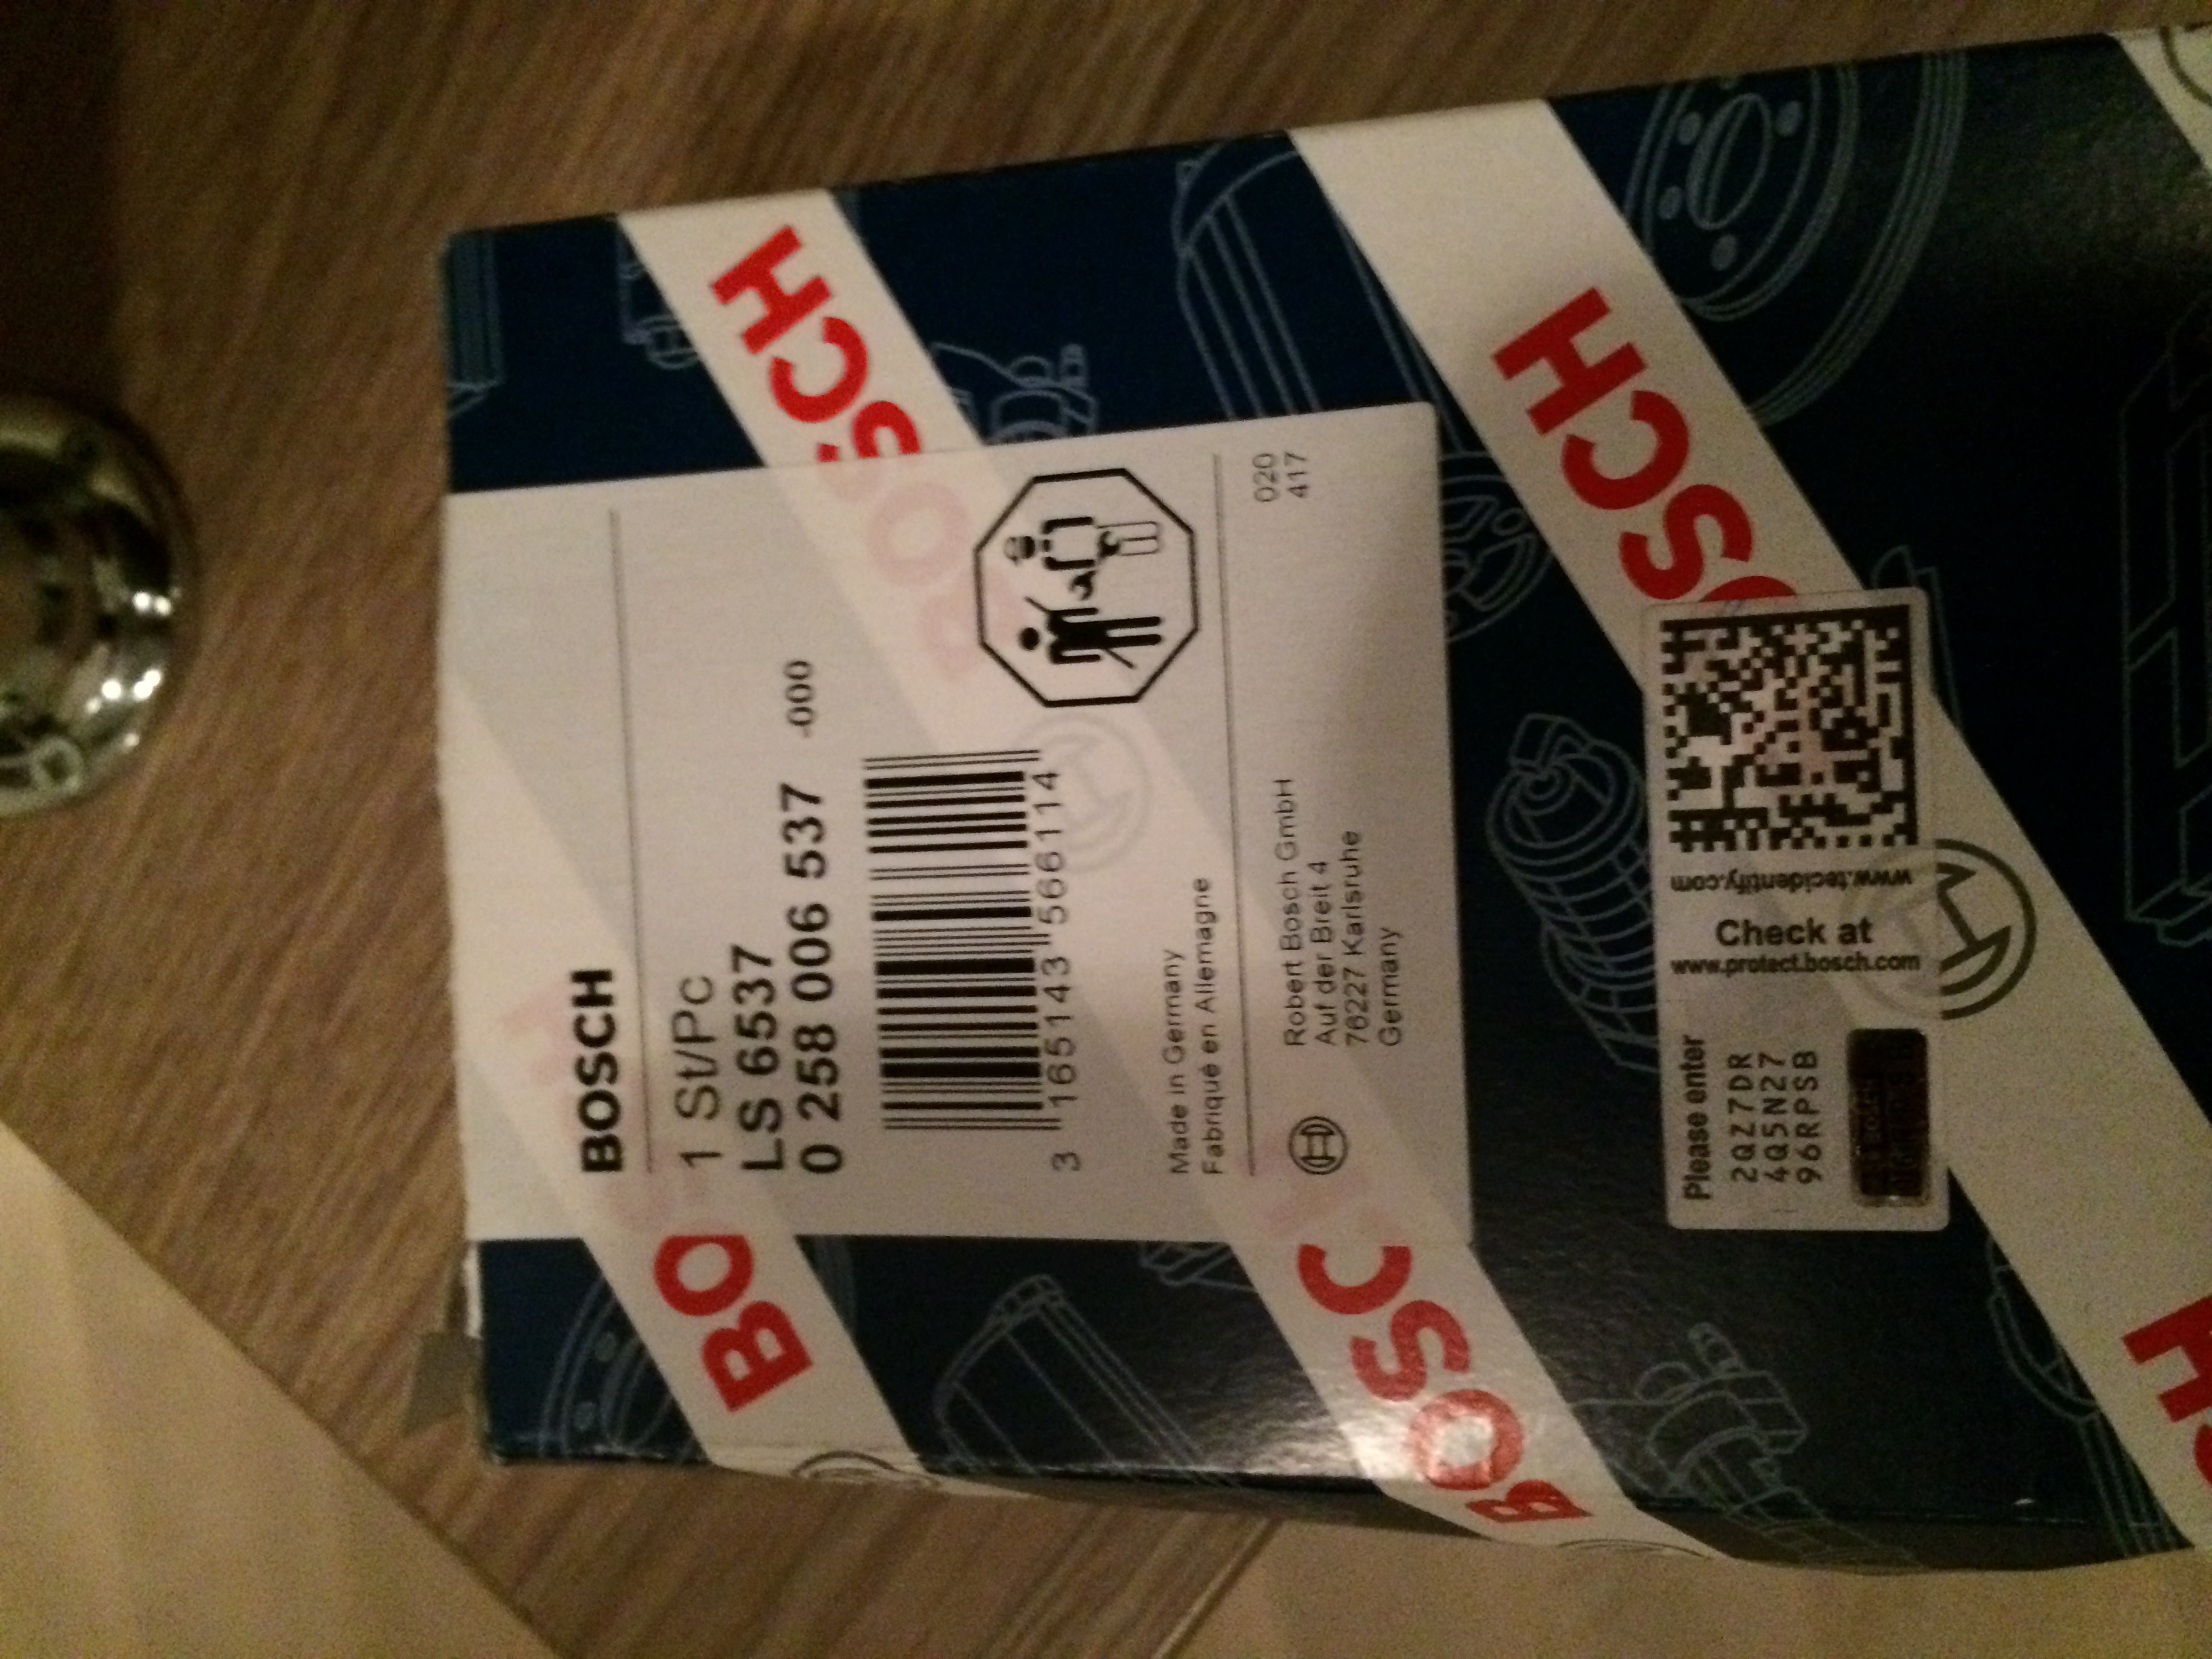 BOSCH
BOSCH
BOSCH
1 St/Pc
LS 6537
0 258 006 537 -000
3 165143 566114
Made in Germany
Fabriqué en Allemagne
Robert Bosch GmbH
Auf der Breit 4
76227 Karlsruhe
Germany
020
417
BOSC
Please enter
2QZ7DR
4Q5N27
96RPSB
Check at
www.protect.bosch.com
www.tecidentify.com